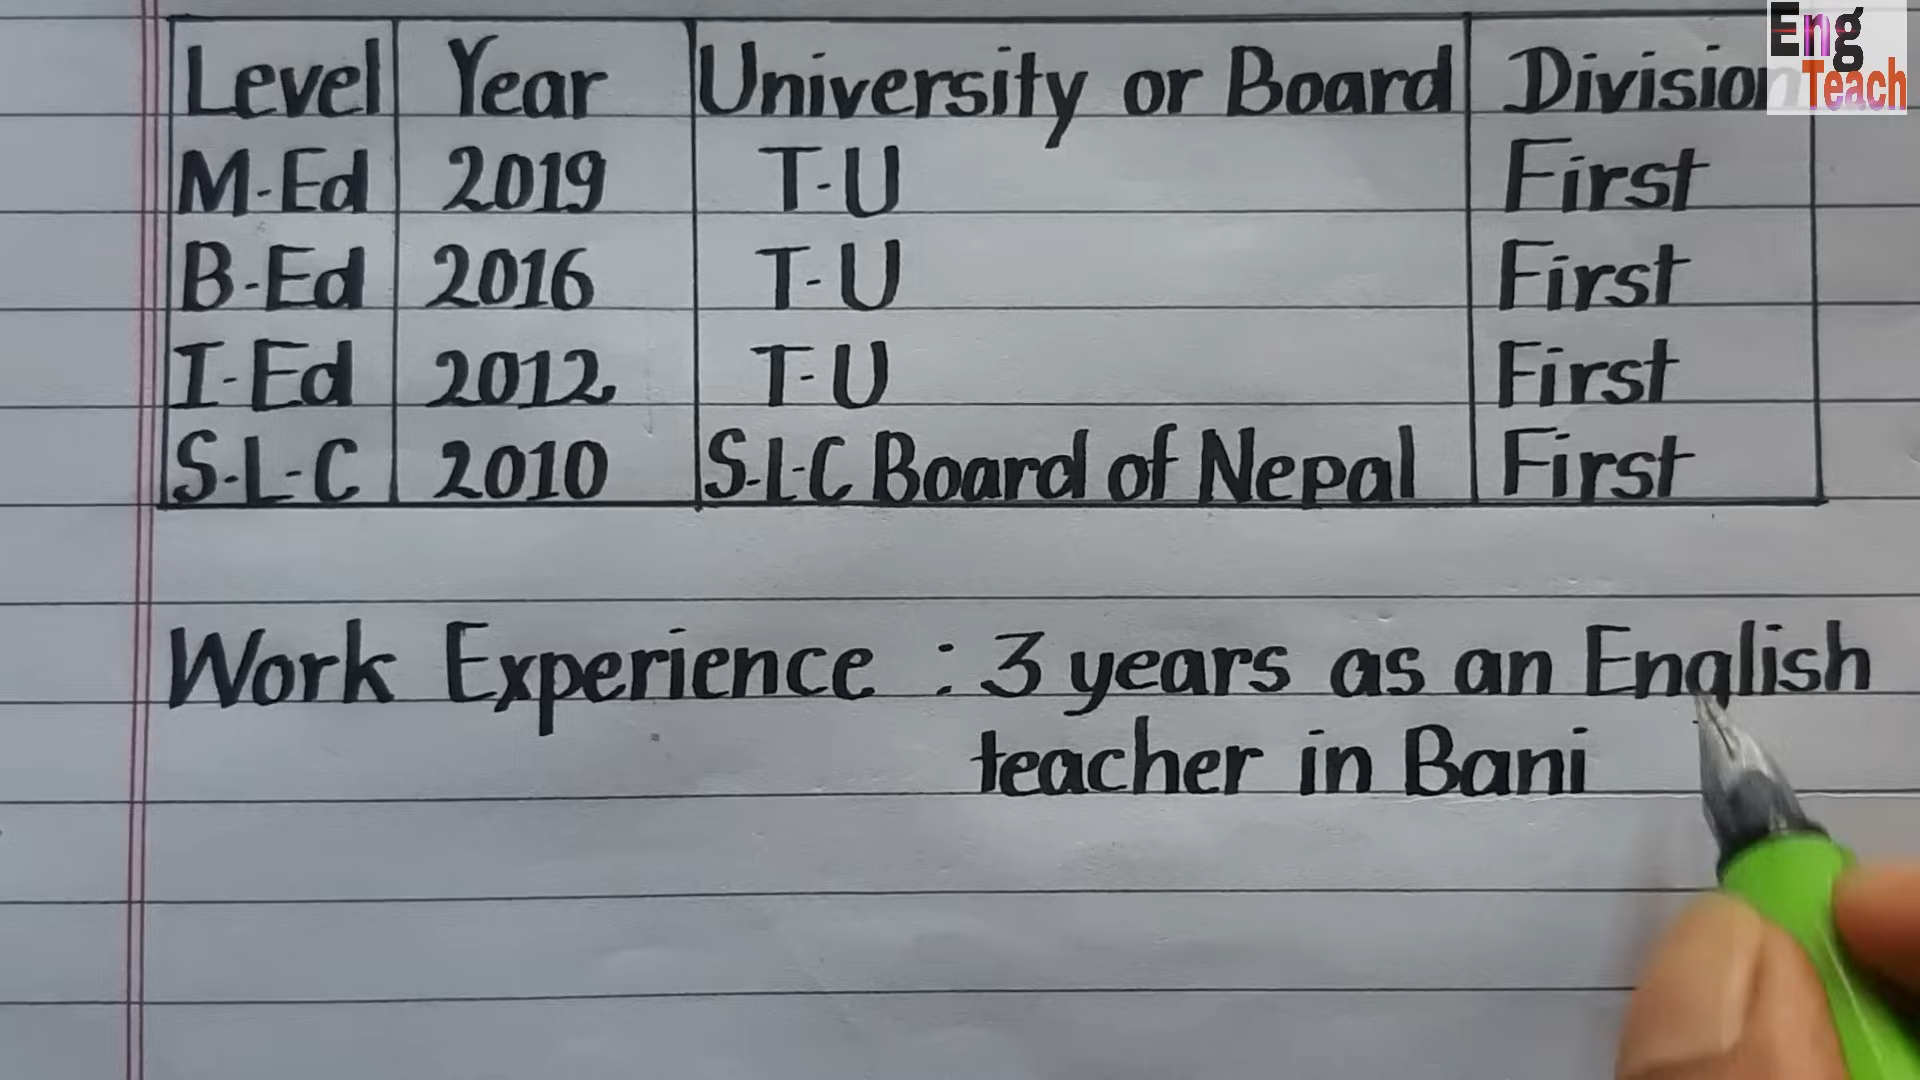 Level Year University or Board Division
M-Ed 2019 T-U First
B-Ed 2016 T-U First
I-Ed 2012 T-U First
S-L-C 2010 S-L-C Board of Nepal First
Work Experience : 3 years as an English
teacher in Bani
Eng
Teach